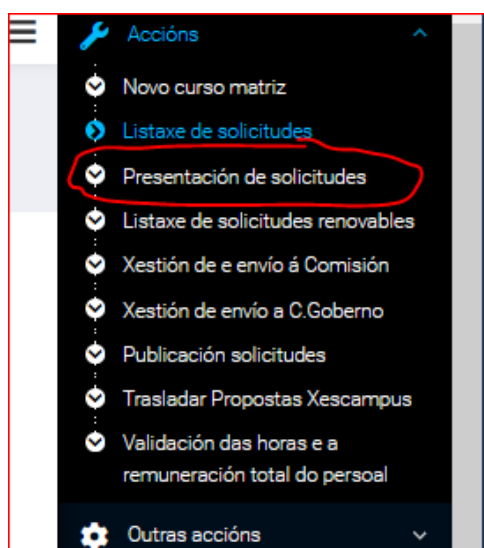 Accións
Novo curso matriz
Listaxe de solicitudes
Presentación de solicitudes
Listaxe de solicitudes renovables
Xestión de e envío á Comisión
Xestión de envío a C.Goberno
Publicación solicitudes
Trasladar Propostas Xescampus
Validación das horas e a
remuneración total do persoal
Outras accións